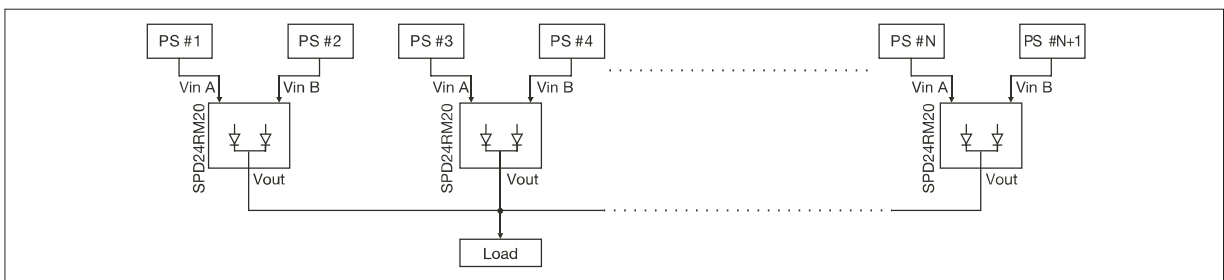 PS #1
PS #2
PS #3
PS #4
PS #N
PS #N+1
Vin A
Vin B
Vin A
Vin B
Vin A
Vin B
SPD24RM20
SPD24RM20
SPD24RM20
Vout
Vout
Vout
Load